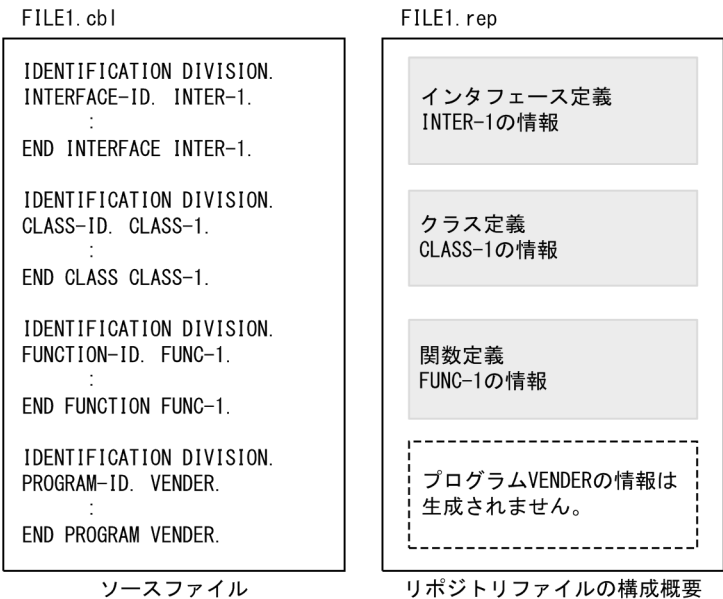 FILE1.cbl
IDENTIFICATION DIVISION.
INTERFACE-ID. INTER-1.
:
END INTERFACE INTER-1.
IDENTIFICATION DIVISION.
CLASS-ID. CLASS-1.
:
END CLASS CLASS-1.
IDENTIFICATION DIVISION.
FUNCTION-ID. FUNC-1.
:
END FUNCTION FUNC-1.
IDENTIFICATION DIVISION.
PROGRAM-ID. VENDER.
:
END PROGRAM VENDER.
ソースファイル
FILE1.rep
インタフェース定義
INTER-1の情報
クラス定義
CLASS-1の情報
関数定義
FUNC-1の情報
プログラムVENDERの情報は
生成されません。
リポジトリファイルの構成概要